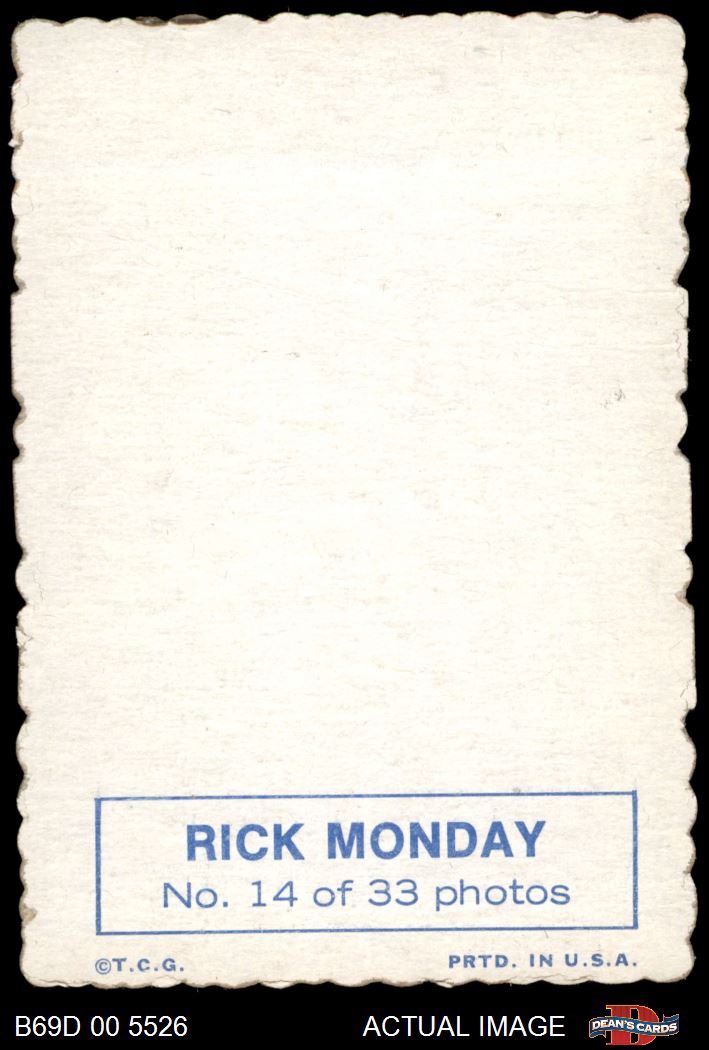 RICK MONDAY
No. 14 of 33 photos
©T.C.G.
PRTD. IN U.S.A.
B69D 00 5526
ACTUAL IMAGE
D
DEAN'S CARDS